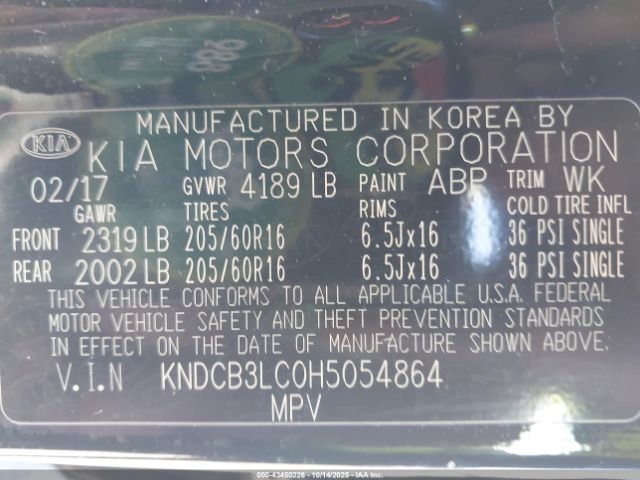 886
MANUFACTURED IN KOREA BY
KIA KIA MOTORS CORPORATION
02/17 GVWR 4189 LB PAINT ABP TRIM WK
GAWR TIRES RIMS COLD TIRE INFL
FRONT 2319 LB 205/60R16 6.5Jx16 36 PSI SINGLE
REAR 2002 LB 205/60R16 6.5Jx16 36 PSI SINGLE
THIS VEHICLE CONFORMS TO ALL APPLICABLE U.S.A. FEDERAL
MOTOR VEHICLE SAFETY AND THEFT PREVENTION STANDARDS
IN EFFECT ON THE DATE OF MANUFACTURE SHOWN ABOVE.
V.I.N KNDCB3LC0H5054864
MPV
000-43450226 - 10/14/2025 - IAA Inc.